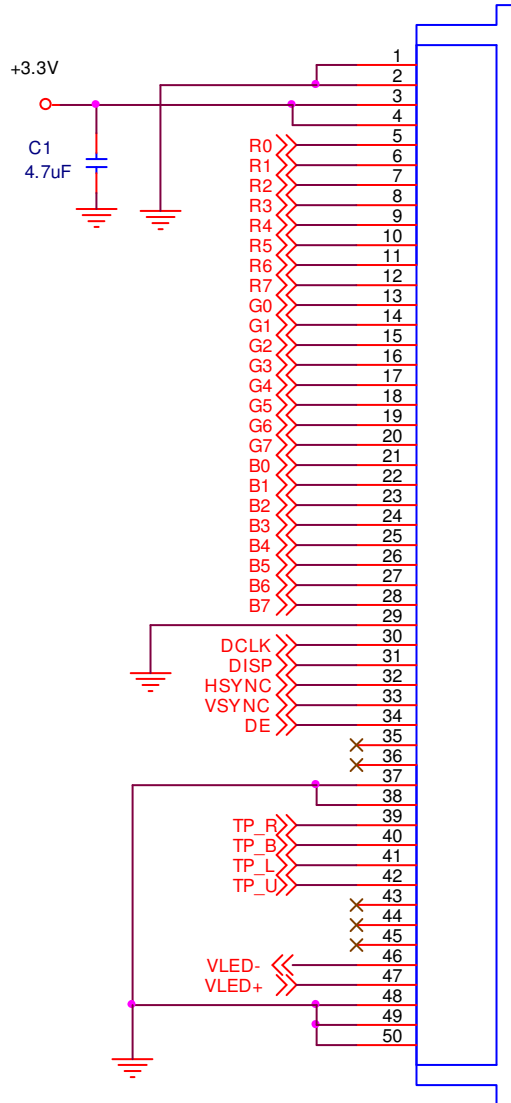 1
+3.3V
2
3
4
C1
4.7uF
R0 5
R1 6
R2 7
R3 8
R4 9
R5 10
R6 11
R7 12
G0 13
G1 14
G2 15
G3 16
G4 17
G5 18
G6 19
G7 20
B0 21
B1 22
B2 23
B3 24
B4 25
B5 26
B6 27
B7 28
29
DCLK 30
DISP 31
HSYNC 32
VSYNC 33
DE 34
35
36
37
38
TP_R 39
TP_B 40
TP_L 41
TP_U 42
43
44
45
VLED- 46
VLED+ 47
48
49
50